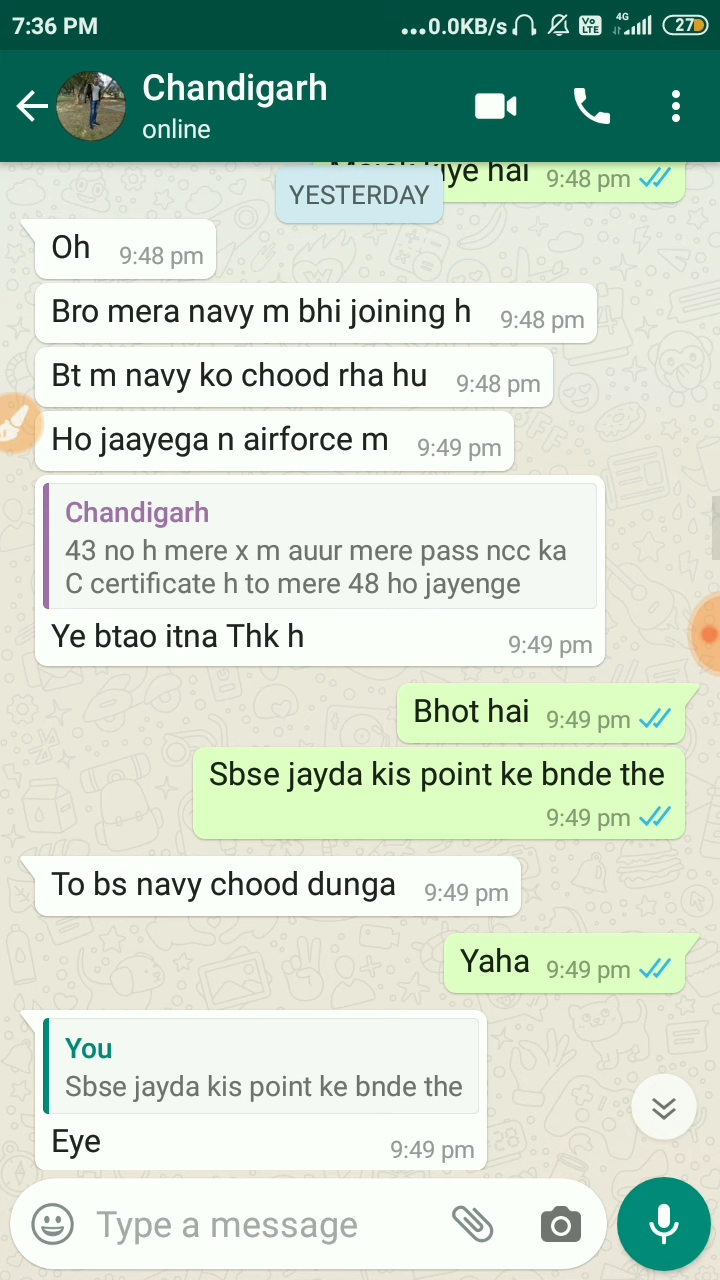 7:36 PM
...0.0KB/s
Vo LTE
4G
27
Chandigarh
online
kiye hai 9:48 pm
YESTERDAY
Oh 9:48 pm
Bro mera navy m bhi joining h 9:48 pm
Bt m navy ko chood rha hu 9:48 pm
Ho jaayega n airforce m 9:49 pm
Chandigarh
43 no h mere x m auur mere pass ncc ka
C certificate h to mere 48 ho jayenge
Ye btao itna Thk h 9:49 pm
Bhot hai 9:49 pm
Sbse jayda kis point ke bnde the
9:49 pm
To bs navy chood dunga 9:49 pm
Yaha 9:49 pm
You
Sbse jayda kis point ke bnde the
Eye 9:49 pm
Type a message